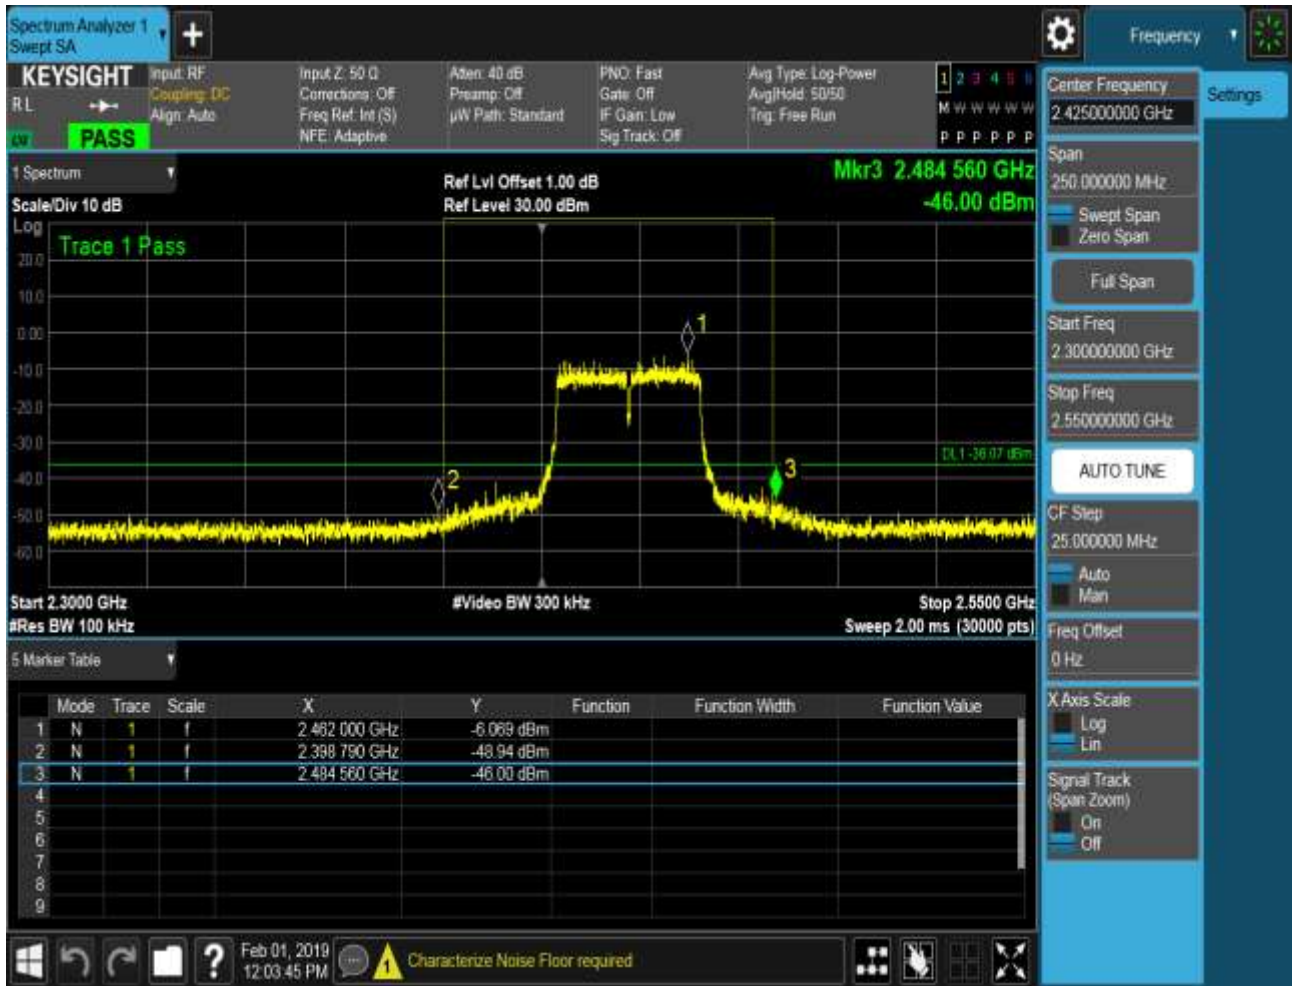 Spectrum Analyzer 1
Swept SA
+
Frequency
KEYSIGHT
R L
PASS
Input: RF
Coupling: DC
Align: Auto
Input Z: 50 Ω
Corrections: Off
Freq Ref: Int (S)
NFE: Adaptive
Atten: 40 dB
Preamp: Off
µW Path: Standard
PNO: Fast
Gate: Off
IF Gain: Low
Sig Track: Off
Avg Type: Log-Power
Avg|Hold: 50/50
Trig: Free Run
1 2 3 4 5 6
M W W W W W
P P P P P P
1 Spectrum
Scale/Div 10 dB
Ref Lvl Offset 1.00 dB
Ref Level 30.00 dBm
Mkr3 2.484 560 GHz
-46.00 dBm
Log
Trace 1 Pass
20.0
10.0
0.00
-10.0
-20.0
-30.0
-40.0
-50.0
-60.0
1
2
3
DL1 -36.07 dBm
Start 2.3000 GHz
#Res BW 100 kHz
#Video BW 300 kHz
Stop 2.5500 GHz
Sweep 2.00 ms (30000 pts)
5 Marker Table
Mode Trace Scale X Y Function Function Width Function Value
1 N 1 f 2.462 000 GHz -6.069 dBm
2 N 1 f 2.398 790 GHz -48.94 dBm
3 N 1 f 2.484 560 GHz -46.00 dBm
4
5
6
7
8
9
?
Feb 01, 2019
12:03:45 PM
1
Characterize Noise Floor required
Center Frequency
2.425000000 GHz
Settings
Span
250.000000 MHz
Swept Span
Zero Span
Full Span
Start Freq
2.300000000 GHz
Stop Freq
2.550000000 GHz
AUTO TUNE
CF Step
25.000000 MHz
Auto
Man
Freq Offset
0 Hz
X Axis Scale
Log
Lin
Signal Track
(Span Zoom)
On
Off